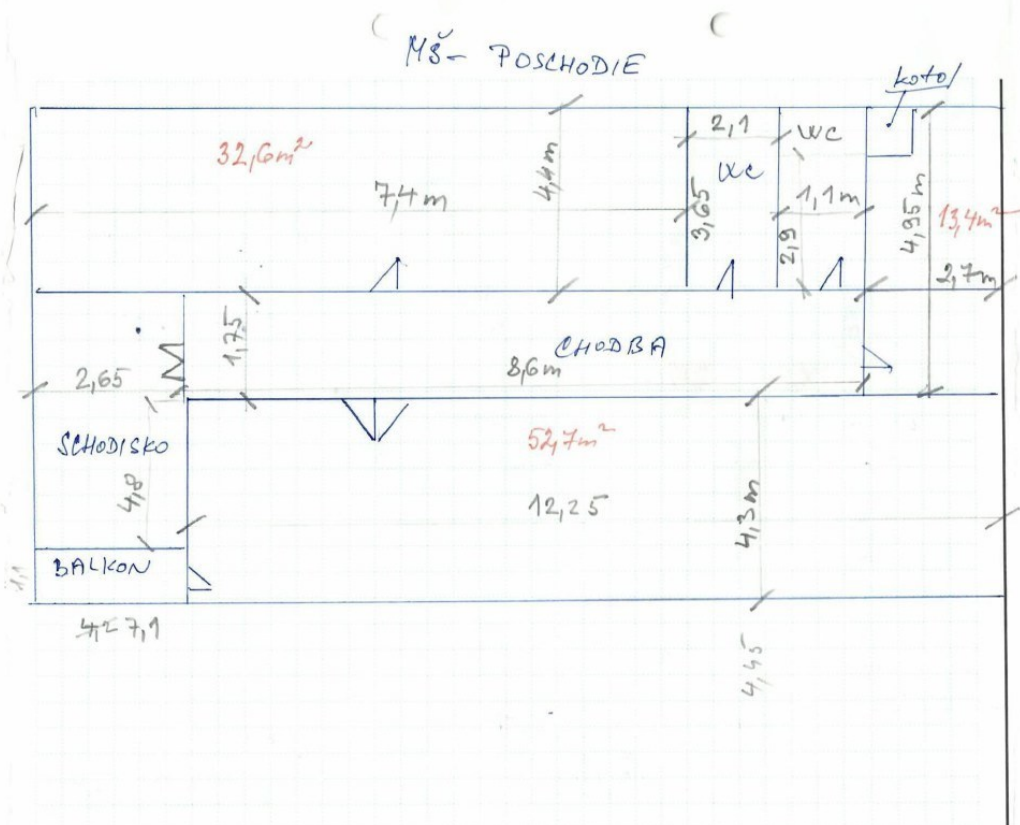 MŠ - POSCHODIE
kotol
32,6m²
2,1
WC
WC
4,4m
7,4m
3,65
1,1m
2,9
4,95m
13,4m²
2,7m
1,75
CHODBA
8,6m
2,65
SCHODISKO
52,7m²
4,8
12,25
4,3m
BALKON
1,1
7,1
4,45